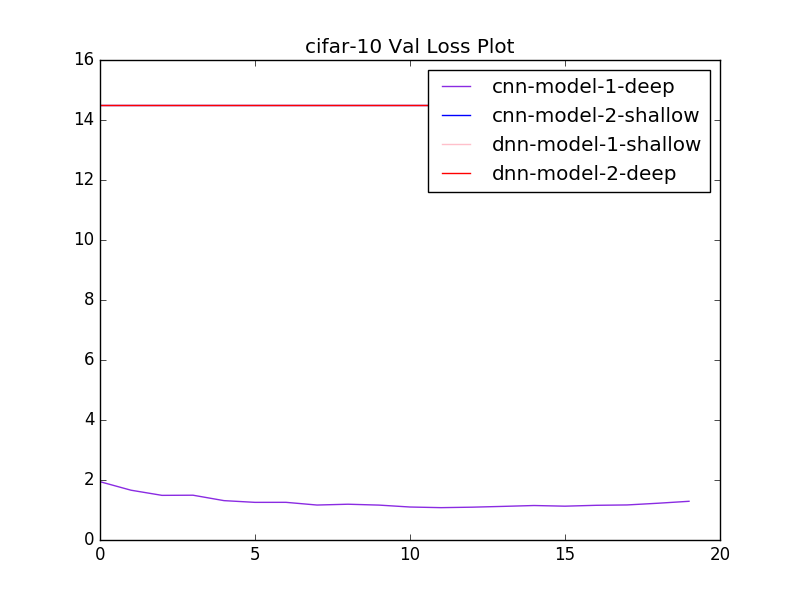 cifar-10 Val Loss Plot
16
14
12
10
8
6
4
2
0
cnn-model-1-deep
cnn-model-2-shallow
dnn-model-1-shallow
dnn-model-2-deep
0 5 10 15 20